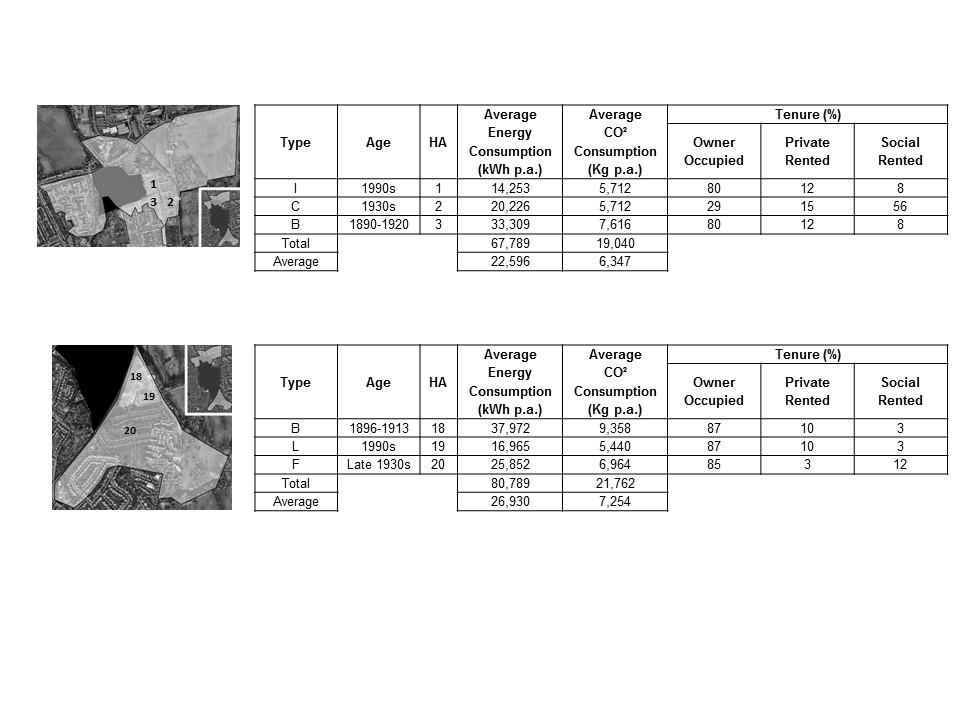 1
3 2
Type Age HA Average Energy Consumption (kWh p.a.) Average CO² Consumption (Kg p.a.) Tenure (%)
Owner Occupied Private Rented Social Rented
I 1990s 1 14,253 5,712 80 12 8
C 1930s 2 20,226 5,712 29 15 56
B 1890-1920 3 33,309 7,616 80 12 8
Total 67,789 19,040
Average 22,596 6,347
18
19
20
Type Age HA Average Energy Consumption (kWh p.a.) Average CO² Consumption (Kg p.a.) Tenure (%)
Owner Occupied Private Rented Social Rented
B 1896-1913 18 37,972 9,358 87 10 3
L 1990s 19 16,965 5,440 87 10 3
F Late 1930s 20 25,852 6,964 85 3 12
Total 80,789 21,762
Average 26,930 7,254